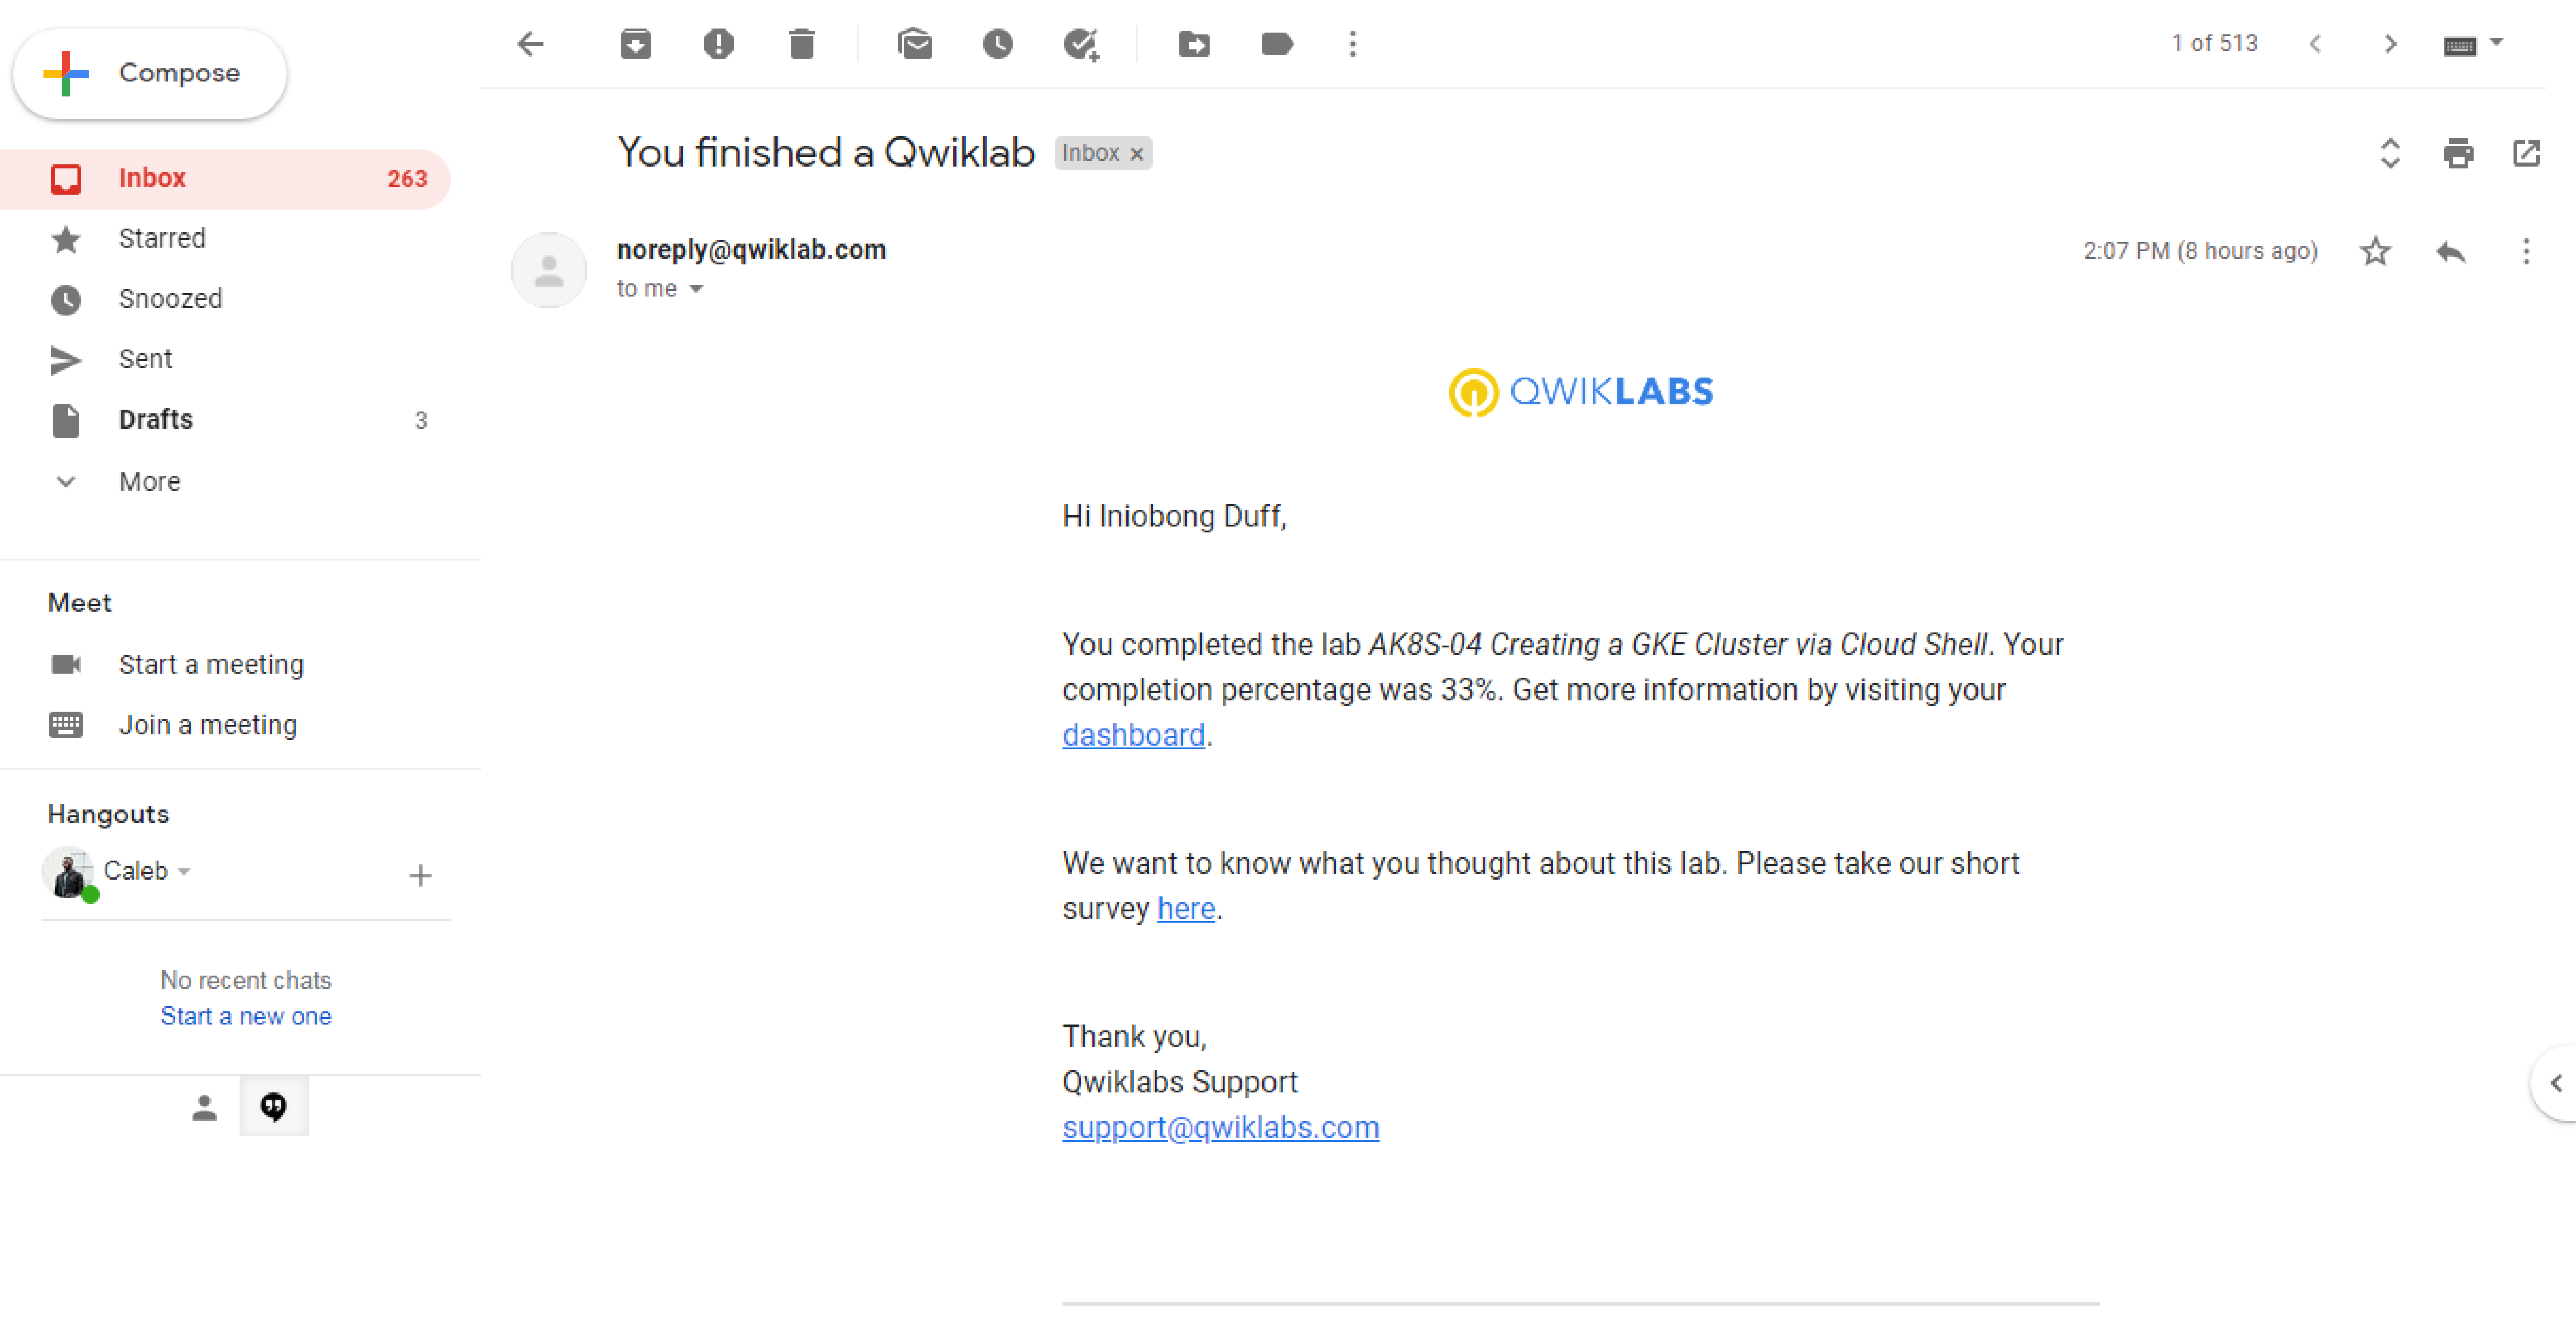 Compose
Inbox 263
Starred
Snoozed
Sent
Drafts 3
More
Meet
Start a meeting
Join a meeting
Hangouts
Caleb
No recent chats
Start a new one
1 of 513
You finished a Qwiklab Inbox x
noreply@qwiklab.com
2:07 PM (8 hours ago)
to me
QWIKLABS
Hi Iniobong Duff,
You completed the lab AK8S-04 Creating a GKE Cluster via Cloud Shell. Your
completion percentage was 33%. Get more information by visiting your
dashboard.
We want to know what you thought about this lab. Please take our short
survey here.
Thank you,
Qwiklabs Support
support@qwiklabs.com